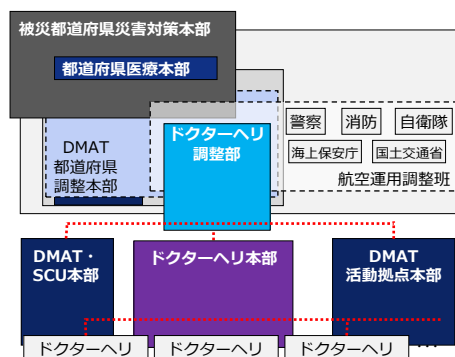 被災都道府県災害対策本部
都道府県医療本部
DMAT
都道府県
調整本部
ドクターヘリ
調整部
警察
消防
自衛隊
海上保安庁
国土交通省
航空運用調整班
DMAT・
SCU本部
ドクターヘリ本部
DMAT
活動拠点本部
ドクターヘリ
ドクターヘリ
ドクターヘリ
…